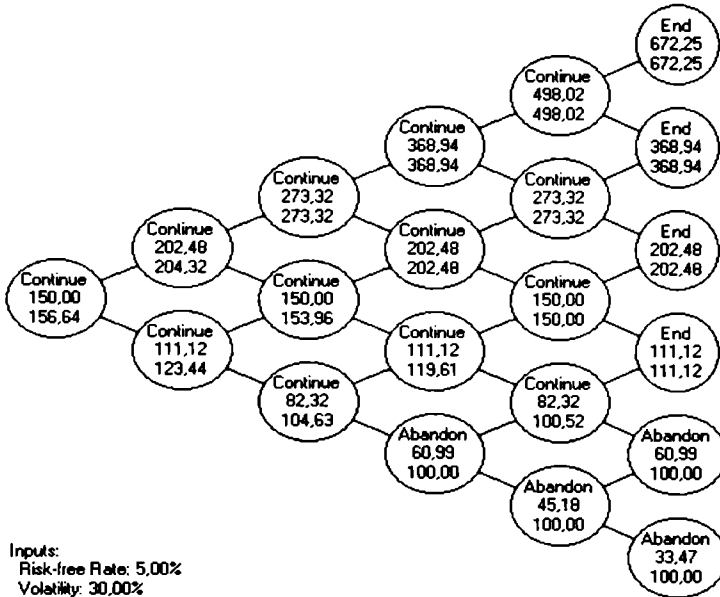 End
672,25
672,25
Continue
498,02
498,02
Continue
368,94
368,94
End
368,94
368,94
Continue
273,32
273,32
Continue
273,32
273,32
Continue
202,48
204,32
Continue
202,48
202,48
End
202,48
202,48
Continue
150,00
156,64
Continue
150,00
153,96
Continue
150,00
150,00
Continue
111,12
123,44
Continue
111,12
119,61
End
111,12
111,12
Continue
82,32
104,63
Continue
82,32
100,52
Abandon
60,99
100,00
Abandon
60,99
100,00
Abandon
45,18
100,00
Abandon
33,47
100,00
Inputs:
Risk-free Rate: 5,00%
Volatility: 30,00%